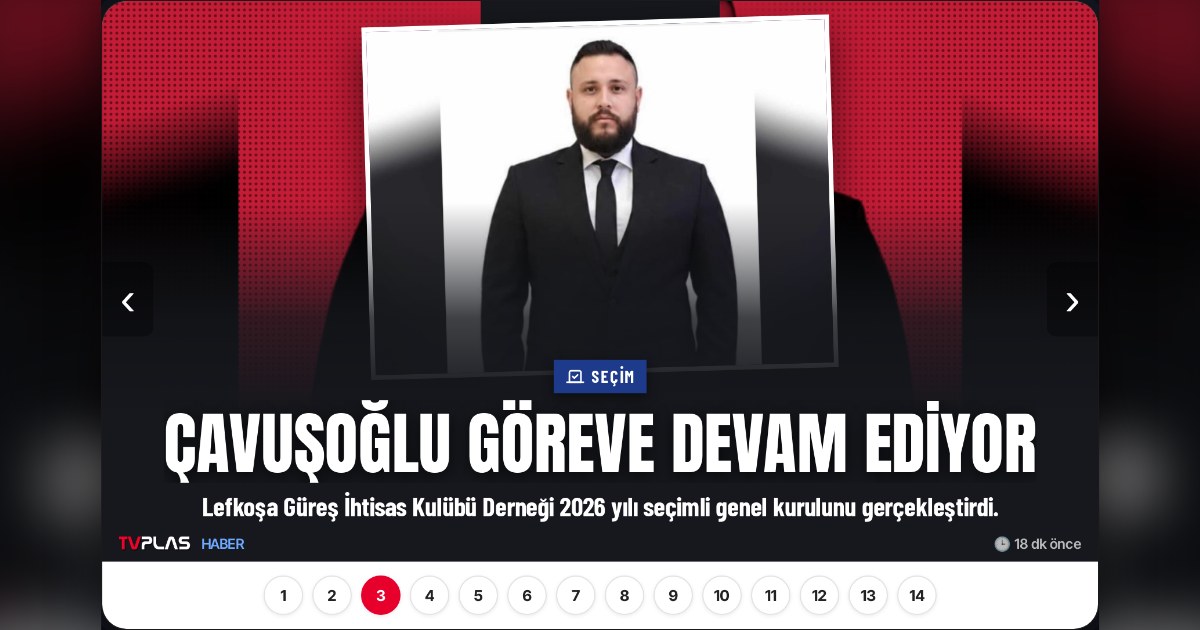 ‹
›
SEÇİM
ÇAVUŞOĞLU GÖREVE DEVAM EDİYOR
Lefkoşa Güreş İhtisas Kulübü Derneği 2026 yılı seçimli genel kurulunu gerçekleştirdi.
TVPLAS HABER 18 dk önce
1 2 3 4 5 6 7 8 9 10 11 12 13 14